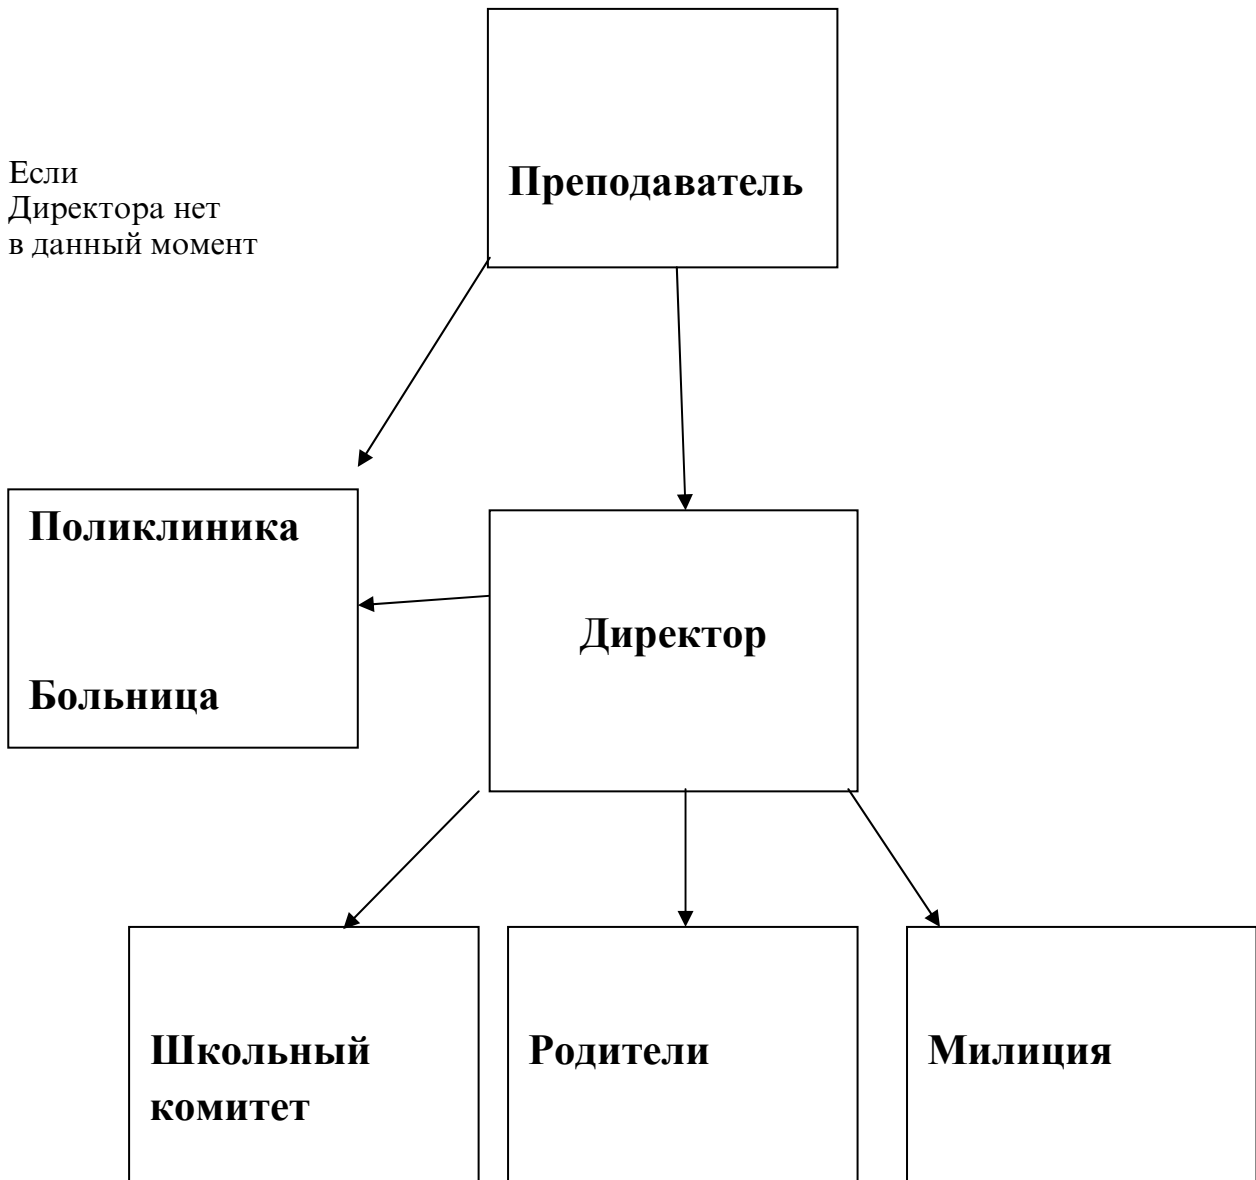 Преподаватель
Если
Директора нет
в данный момент
Поликлиника
Директор
Больница
Школьный
комитет
Родители
Милиция